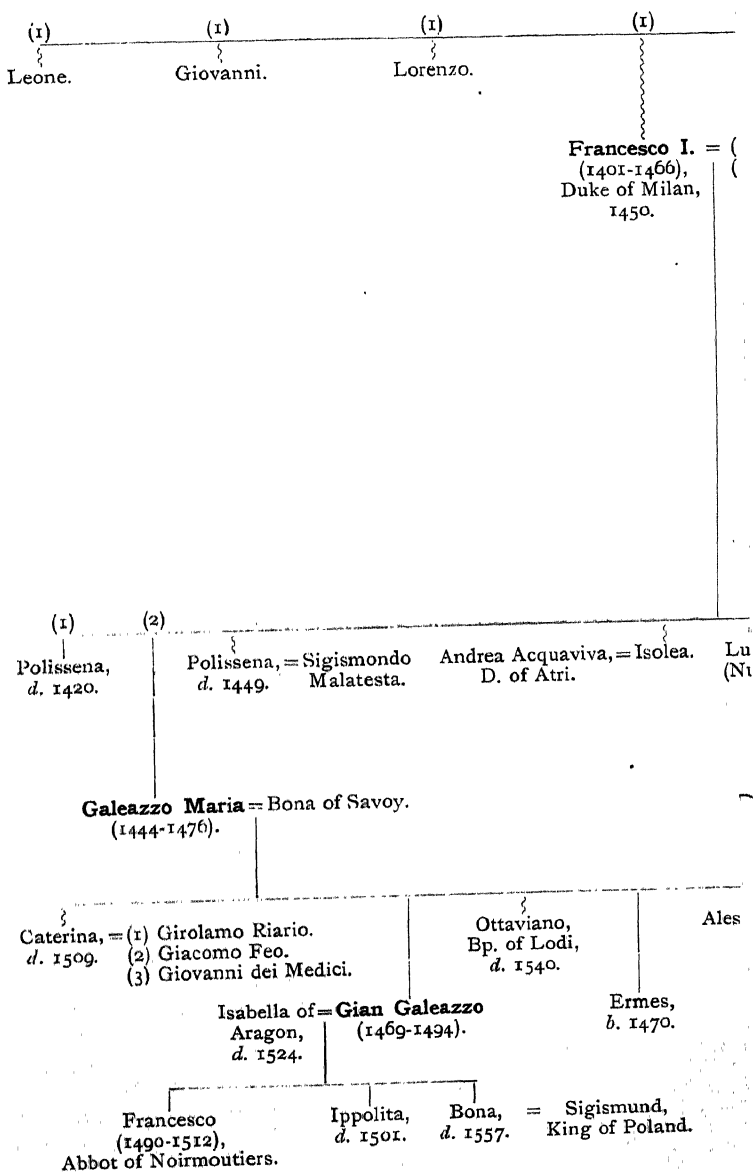 (1) (1) (1) (1)
Leone. Giovanni. Lorenzo.
Francesco I. = (
(1401-1466), (
Duke of Milan,
1450.
(1) (2)
Polissena, Polissena, = Sigismondo Andrea Acquaviva, = Isolea. Lu
d. 1420. d. 1449. Malatesta. D. of Atri. (Nu
Galeazzo Maria = Bona of Savoy.
(1444-1476).
Caterina, = (1) Girolamo Riario. Ottaviano, Ales
d. 1509. (2) Giacomo Feo. Bp. of Lodi,
(3) Giovanni dei Medici. d. 1540.
Isabella of = Gian Galeazzo Ermes,
Aragon, (1469-1494). b. 1470.
d. 1524.
Francesco Ippolita, Bona, = Sigismund,
(1490-1512), d. 1501. d. 1557. King of Poland.
Abbot of Noirmoutiers.